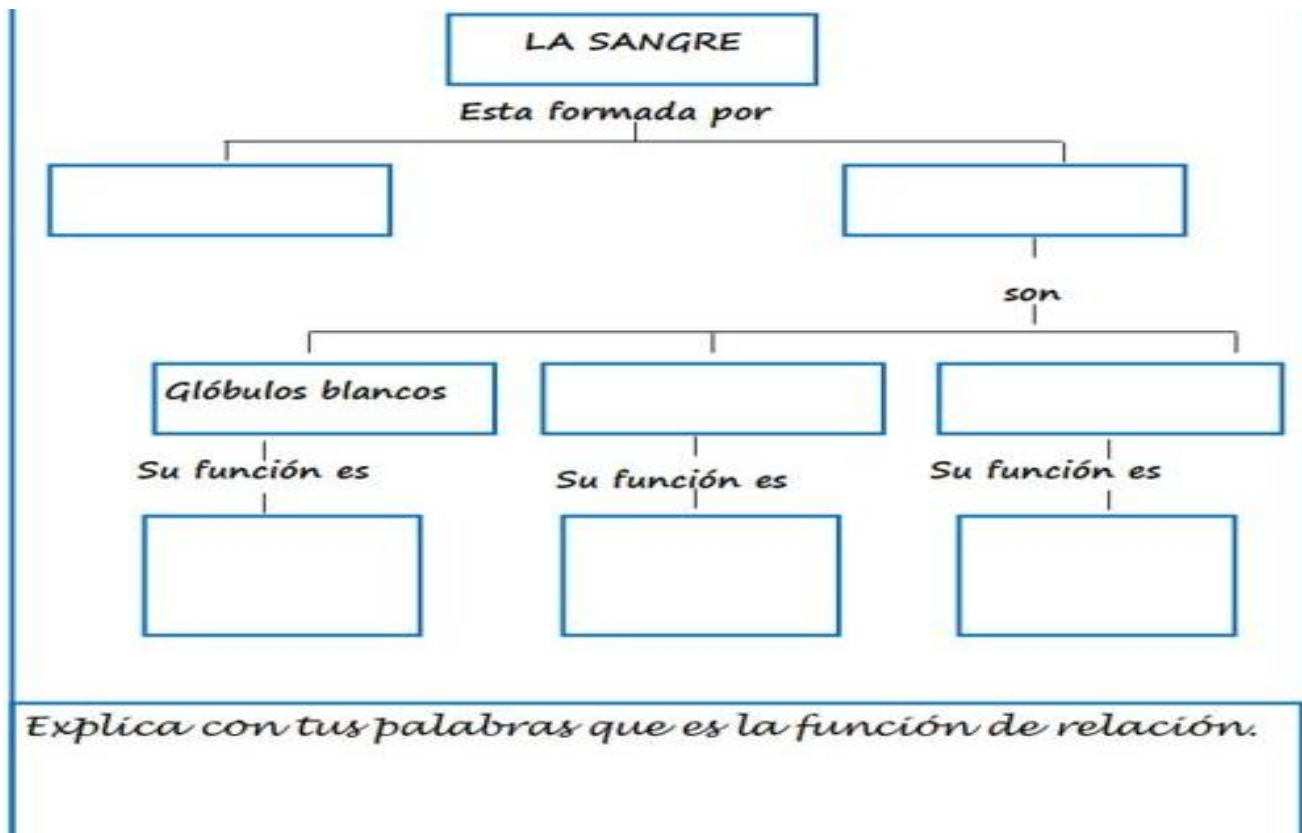 LA SANGRE
Esta formada por
son
Glóbulos blancos
Su función es
Su función es
Su función es
Explica con tus palabras que es la función de relación.